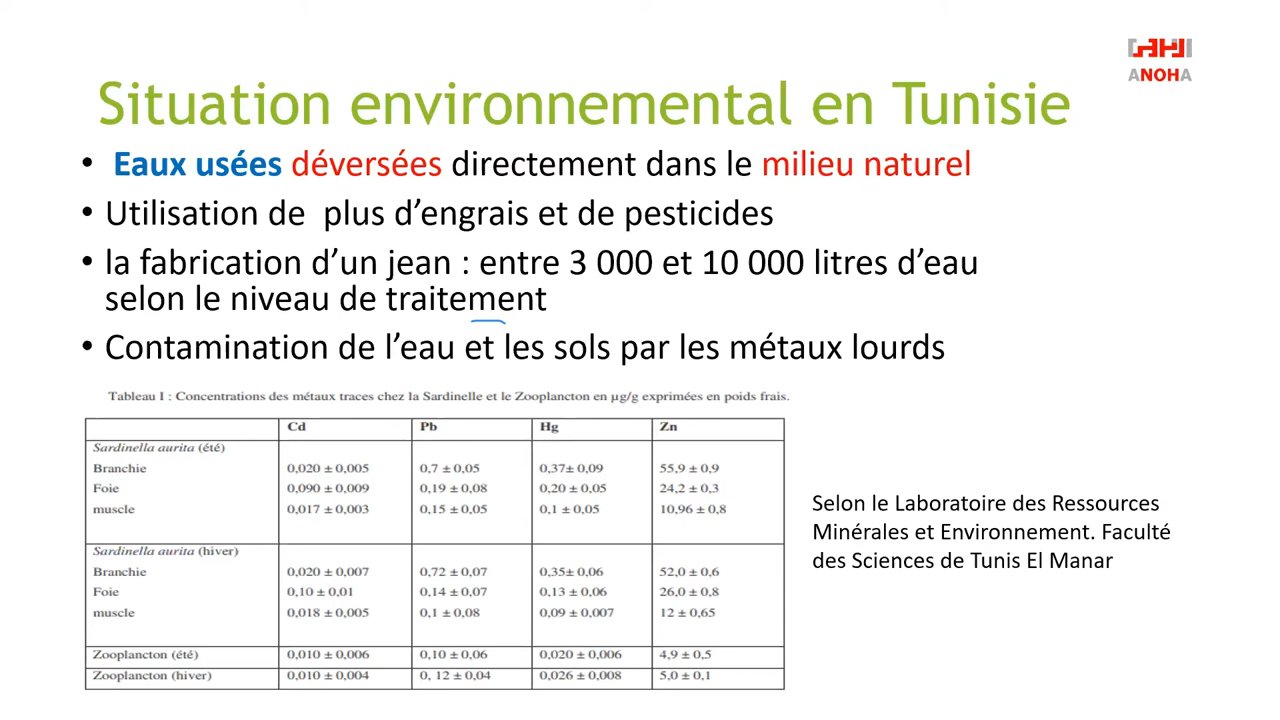 ANOHA
Situation environnemental en Tunisie
• Eaux usées déversées directement dans le milieu naturel
• Utilisation de plus d’engrais et de pesticides
• la fabrication d’un jean : entre 3 000 et 10 000 litres d’eau
selon le niveau de traitement
• Contamination de l’eau et les sols par les métaux lourds
Tableau I : Concentrations des métaux traces chez la Sardinelle et le Zooplancton en µg/g exprimées en poids frais.
Cd Pb Hg Zn
Sardinella aurita (été)
Branchie 0,020 ± 0,005 0,7 ± 0,05 0,37± 0,09 55,9 ± 0,9
Foie 0,090 ± 0,009 0,19 ± 0,08 0,20 ± 0,05 24,2 ± 0,3
muscle 0,017 ± 0,003 0,15 ± 0,05 0,1 ± 0,05 10,96 ± 0,8
Sardinella aurita (hiver)
Branchie 0,020 ± 0,007 0,72 ± 0,07 0,35± 0,06 52,0 ± 0,6
Foie 0,10 ± 0,01 0,14 ± 0,07 0,13 ± 0,06 26,0 ± 0,8
muscle 0,018 ± 0,005 0,1 ± 0,08 0,09 ± 0,007 12 ± 0,65
Zooplancton (été) 0,010 ± 0,006 0,10 ± 0,06 0,020 ± 0,006 4,9 ± 0,5
Zooplancton (hiver) 0,010 ± 0,004 0, 12 ± 0,04 0,026 ± 0,008 5,0 ± 0,1
Selon le Laboratoire des Ressources
Minérales et Environnement. Faculté
des Sciences de Tunis El Manar